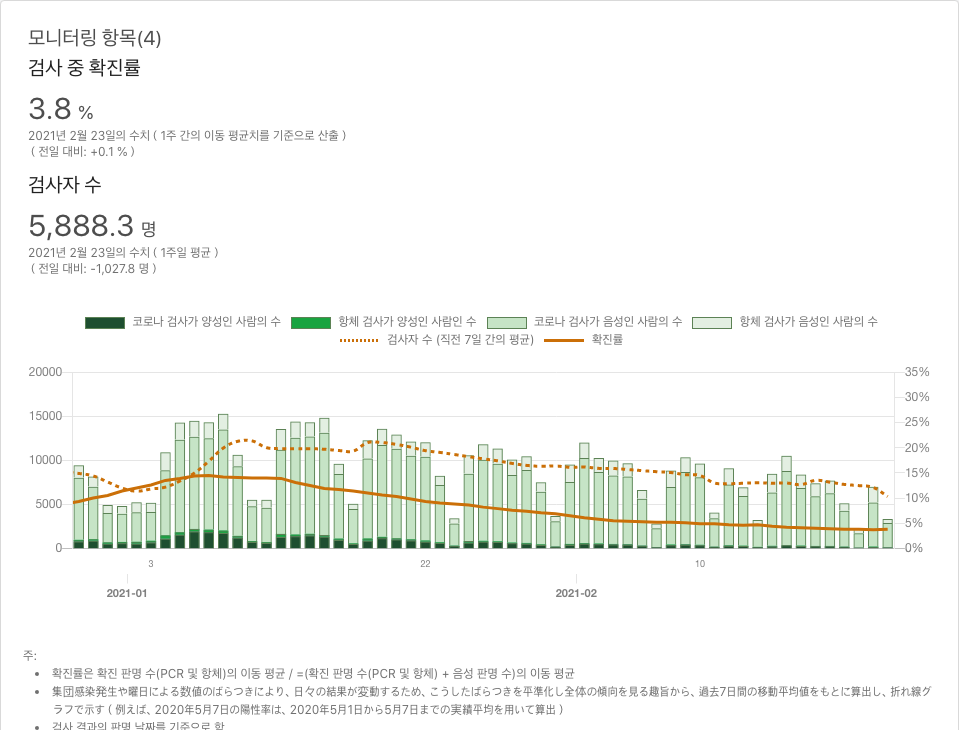 모니터링 항목(4)
검사 중 확진률
3.8 %
2021년 2월 23일의 수치 ( 1주 간의 이동 평균치를 기준으로 산출 )
( 전일 대비: +0.1 % )
검사자 수
5,888.3 명
2021년 2월 23일의 수치 ( 1주일 평균 )
( 전일 대비: -1,027.8 명 )
코로나 검사가 양성인 사람의 수 항체 검사가 양성인 사람인 수 코로나 검사가 음성인 사람의 수 항체 검사가 음성인 사람의 수
검사자 수 (직전 7일 간의 평균) 확진률
20000 35%
30%
15000 25%
20%
10000 15%
10%
5000 5%
0 0%
3 22 10
2021-01 2021-02
주:
• 확진률은 확진 판명 수(PCR 및 항체)의 이동 평균 / =(확진 판명 수(PCR 및 항체) + 음성 판명 수)의 이동 평균
• 集団感染発生や曜日による数値のばらつきにより、日々の結果が変動するため、こうしたばらつきを平準化し全体の傾向を見る趣旨から、過去7日間の移動平均値をもとに算出し、折れ線グ
ラフで示す ( 例えば、2020年5月7日の陽性率は、2020年5月1日から5月7日までの実績平均を用いて算出 )
• 검사 결과의 판명 날짜를 기준으로 함